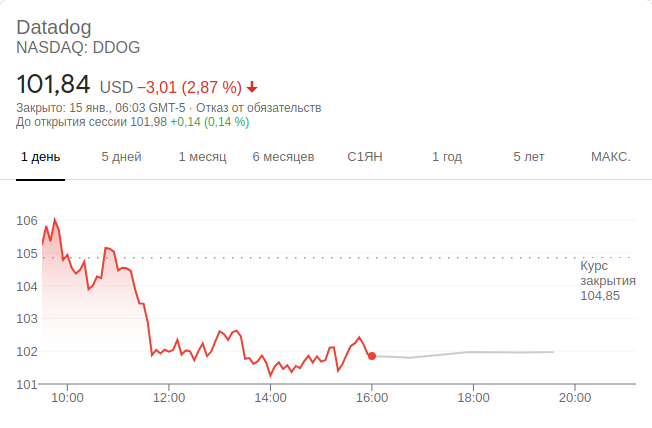 Datadog
NASDAQ: DDOG
101,84 USD −3,01 (2,87 %)
Закрыто: 15 янв., 06:03 GMT-5 · Отказ от обязательств
До открытия сессии 101,98 +0,14 (0,14 %)
1 день 5 дней 1 месяц 6 месяцев С1ЯН 1 год 5 лет МАКС.
106
105
Курс
закрытия
104,85
104
103
102
101
10:00 12:00 14:00 16:00 18:00 20:00